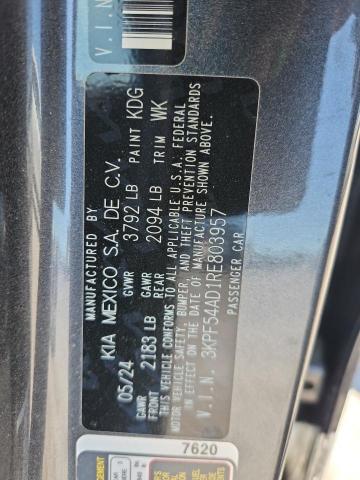 V.I.N
MANUFACTURED BY
KIA MEXICO S.A. DE C.V.
05/24 GVWR 3792 LB PAINT KDG
GAWR FRONT 2183 LB GAWR REAR 2094 LB TRIM WK
THIS VEHICLE CONFORMS TO ALL APPLICABLE U.S.A. FEDERAL
MOTOR VEHICLE SAFETY, BUMPER, AND THEFT PREVENTION STANDARDS
IN EFFECT ON THE DATE OF MANUFACTURE SHOWN ABOVE.
V.I.N. 3KPF54AD1RE803957
PASSENGER CAR
7620